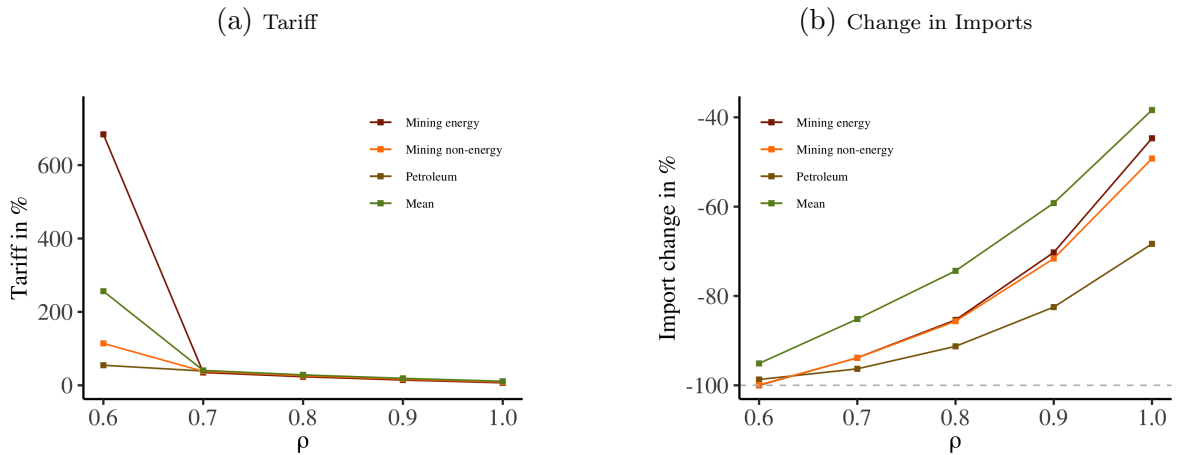 (a) Tariff
Tariff in %
600
400
200
0
0.6 0.7 0.8 0.9 1.0
ρ
Mining energy
Mining non-energy
Petroleum
Mean
(b) Change in Imports
Import change in %
-40
-60
-80
-100
0.6 0.7 0.8 0.9 1.0
ρ
Mining energy
Mining non-energy
Petroleum
Mean